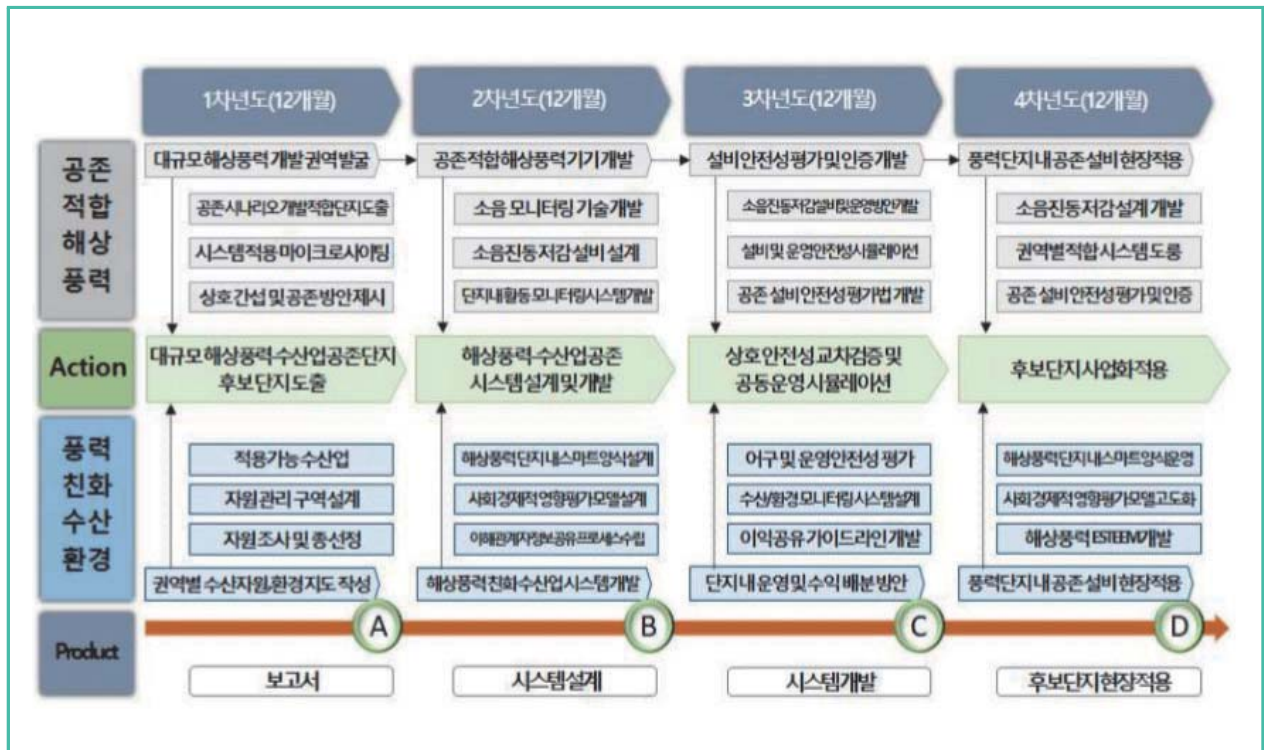 1차년도(12개월)
2차년도(12개월)
3차년도(12개월)
4차년도(12개월)
공존
적합
해상
풍력
대규모해상풍력개발권역발굴
공존적합해상풍력기기개발
설비안전성평가및인증개발
풍력단지내공존설비현장적용
공존시나리오개발적합단지도출
소음 모니터링 기술개발
소음진동저감설비및운영방안개발
소음진동저감설계 개발
시스템적용마이크로사이팅
소음진동 저감설비 설계
설비 및 운영안전성시뮬레이션
권역별적합시스템도룽
상호간섭및공존방안제시
단지내활동모니터링시스템개발
공존설비안전성평가법 개발
공존설비안전성평가및인증
Action
대규모해상풍력·수산업공존단지
후보단지도출
해상풍력·수산업공존
시스템설계및개발
상호안전성교차검증및
공동운영시뮬레이션
후보단지사업화적용
풍력
친화
수산
환경
적용가능수산업
해상풍력단지내스마트양식설계
어구및운영안전성 평가
해상풍력단지내스마트양식운영
자원관리 구역설계
사회경제적영향평가모델설계
수산/환경모니터링시스템설계
사회경제적영향평가모델고도화
자원조사및종선정
이해관계자정보공유프로세스수립
이익공유가이드라인개발
해상풍력 ESTEEM개발
권역별수산자원,환경지도 작성
해상풍력친화수산업시스템개발
단지내운영및수익배분방안
풍력단지내공존설비현장적용
Product
A
B
C
D
보고서
시스템설계
시스템개발
후보단지현장적용